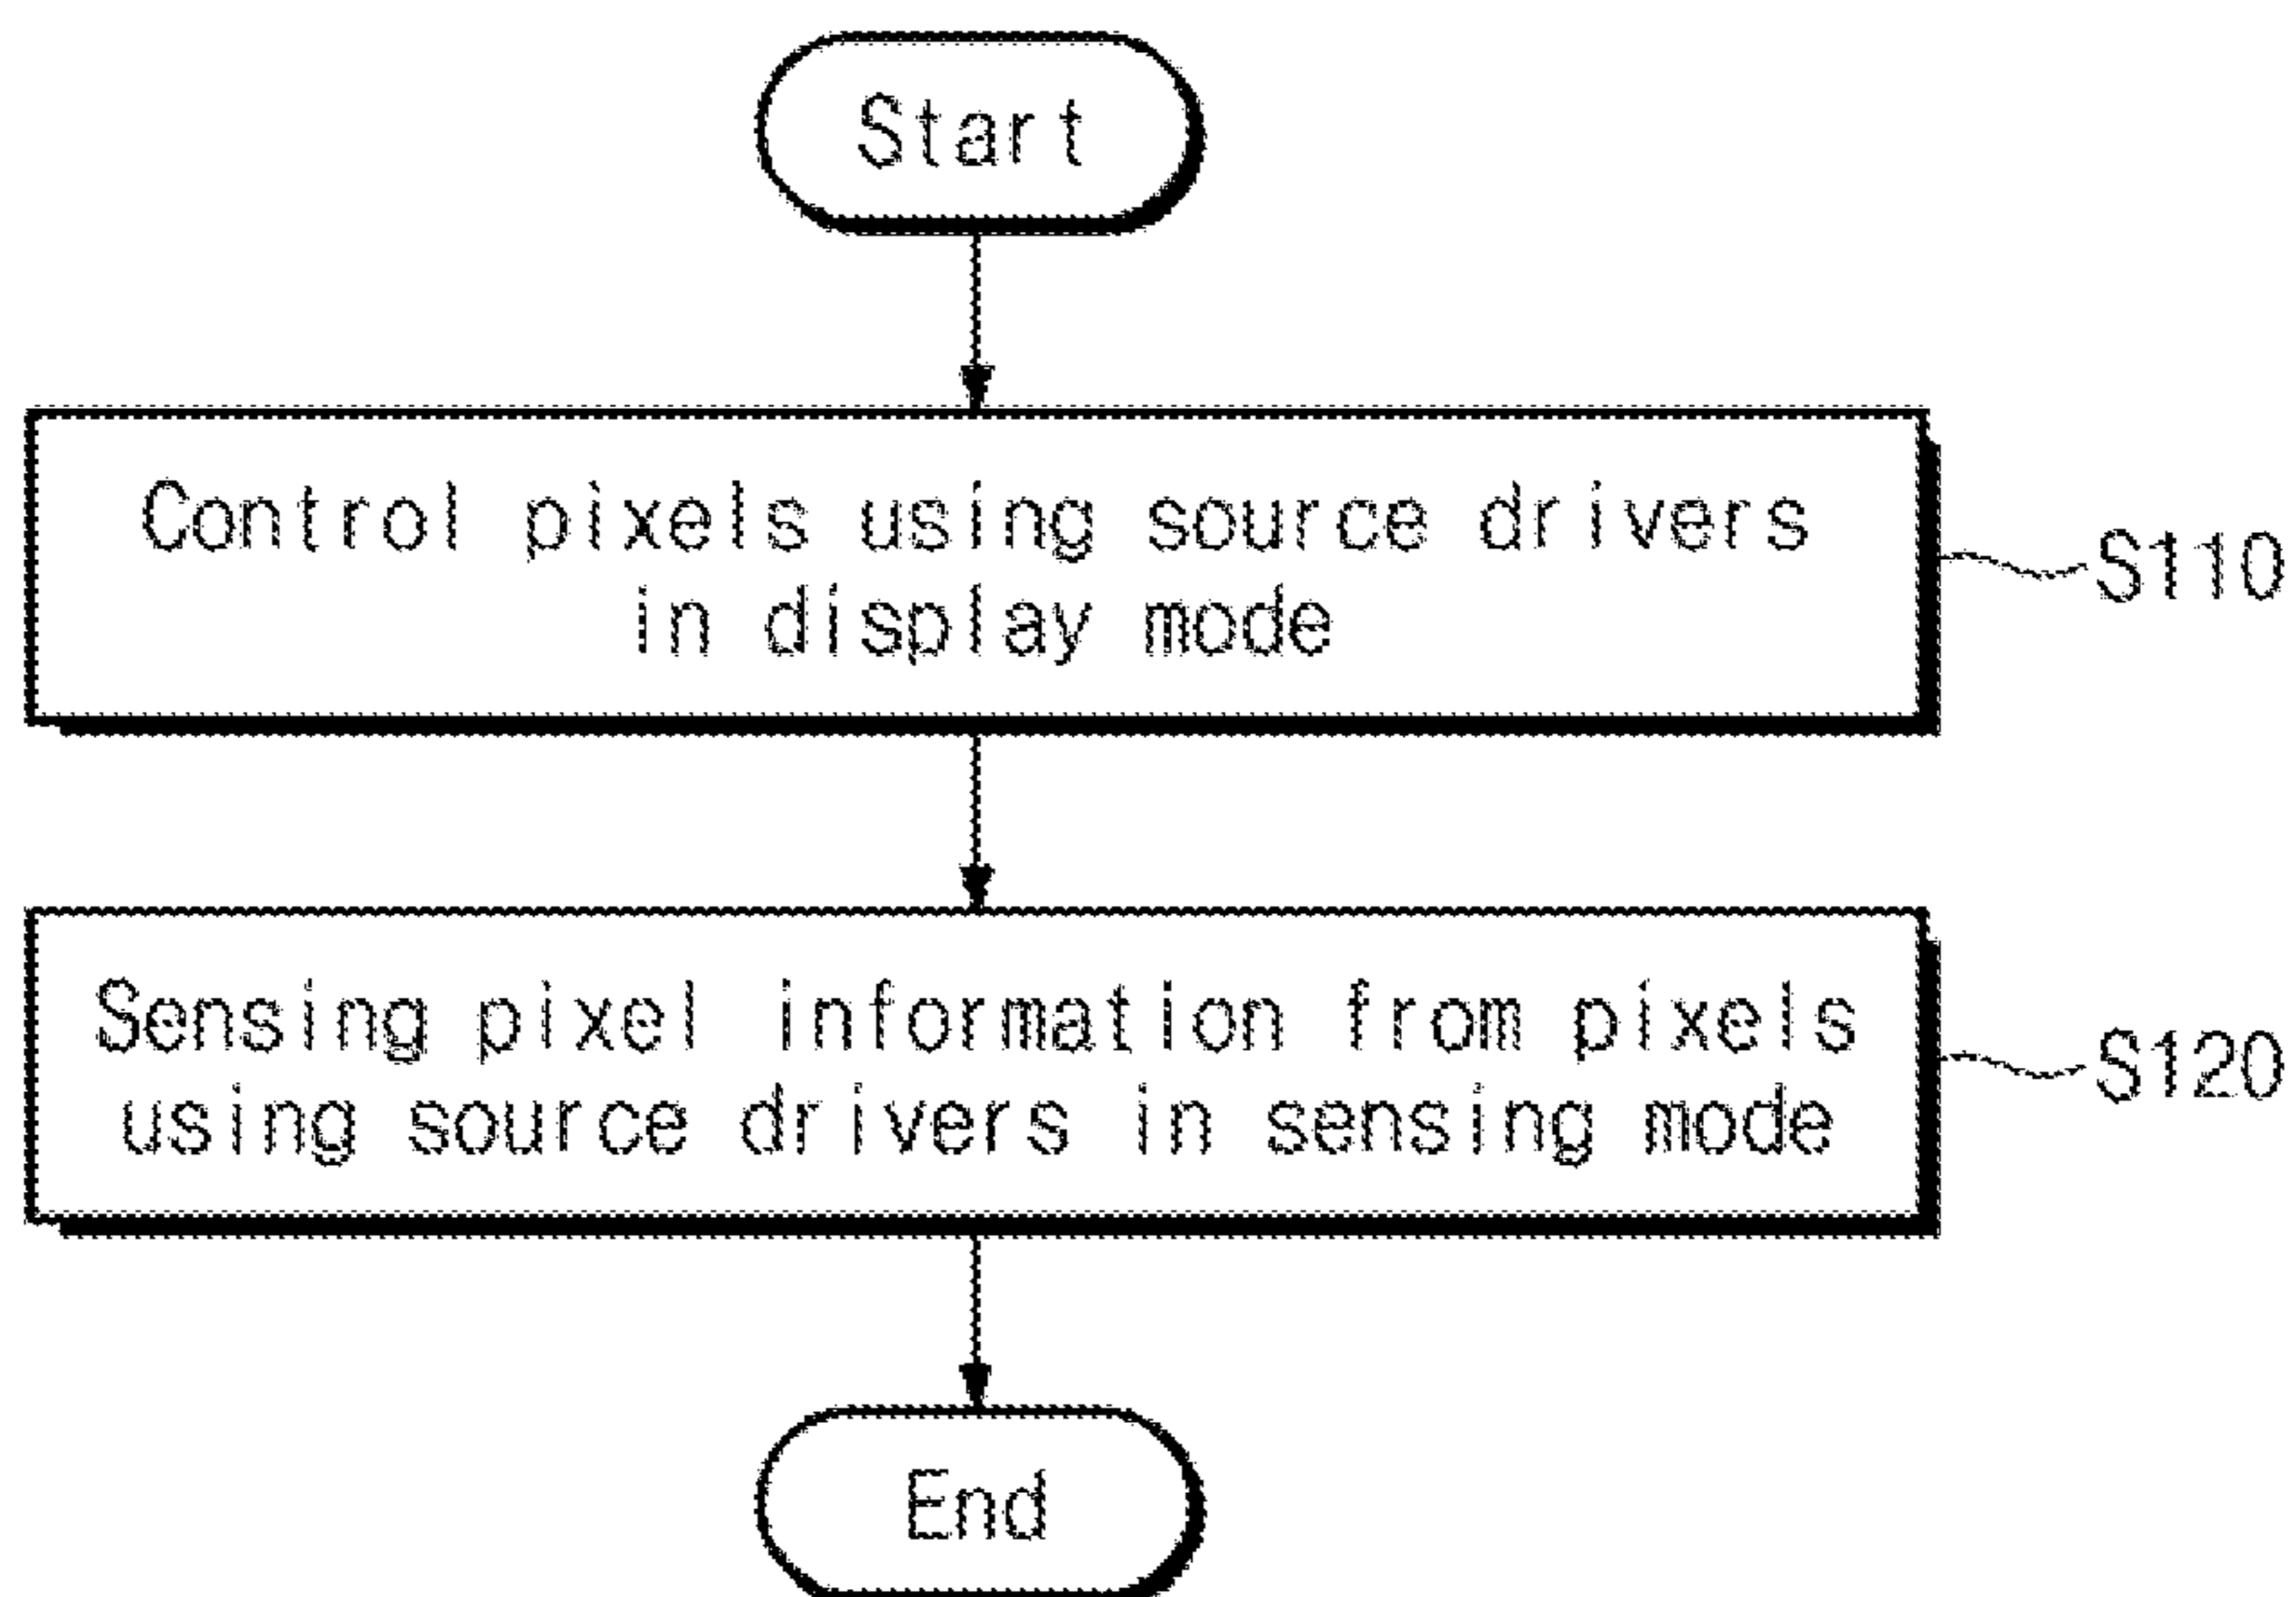 Start
Control pixels using source drivers
in display mode
S110
Sensing pixel information from pixels
using source drivers in sensing mode
S120
End